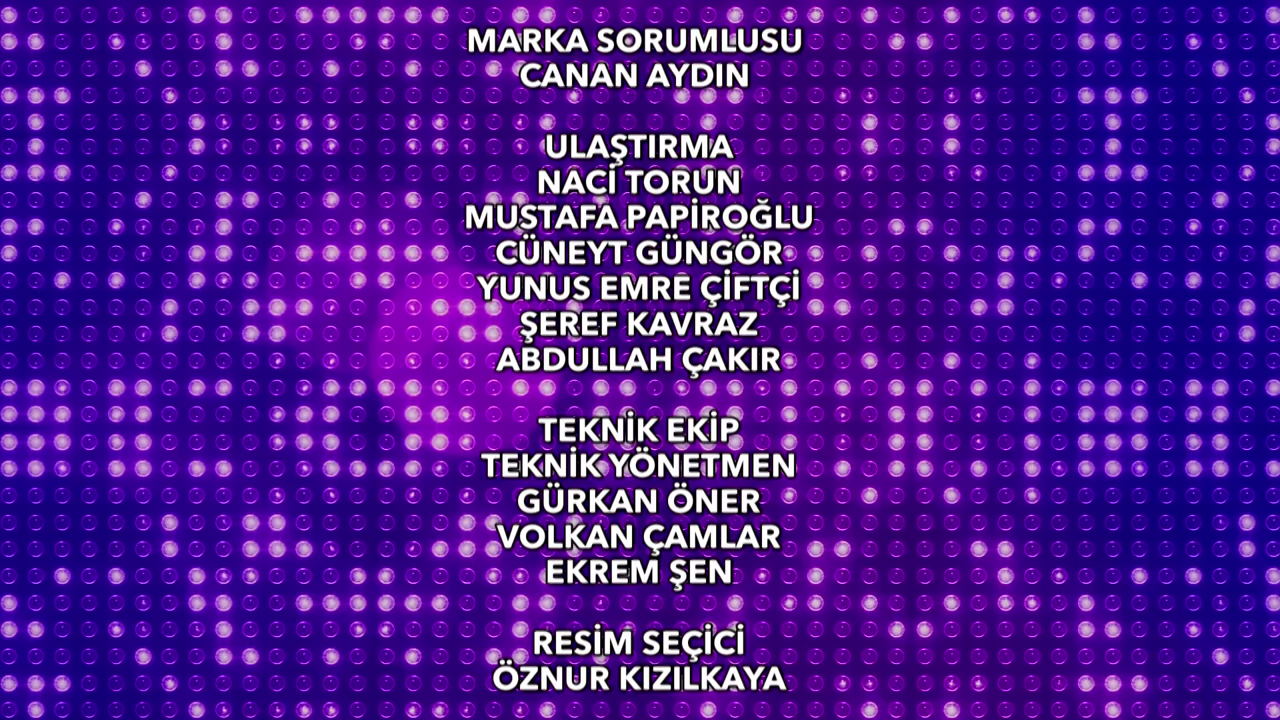 MARKA SORUMLUSU
CANAN AYDIN
ULAŞTIRMA
NACİ TORUN
MUSTAFA PAPİROĞLU
CÜNEYT GÜNGÖR
YUNUS EMRE ÇİFTÇİ
ŞEREF KAVRAZ
ABDULLAH ÇAKIR
TEKNİK EKİP
TEKNİK YÖNETMEN
GÜRKAN ÖNER
VOLKAN ÇAMLAR
EKREM ŞEN
RESİM SEÇİCİ
ÖZNUR KIZILKAYA